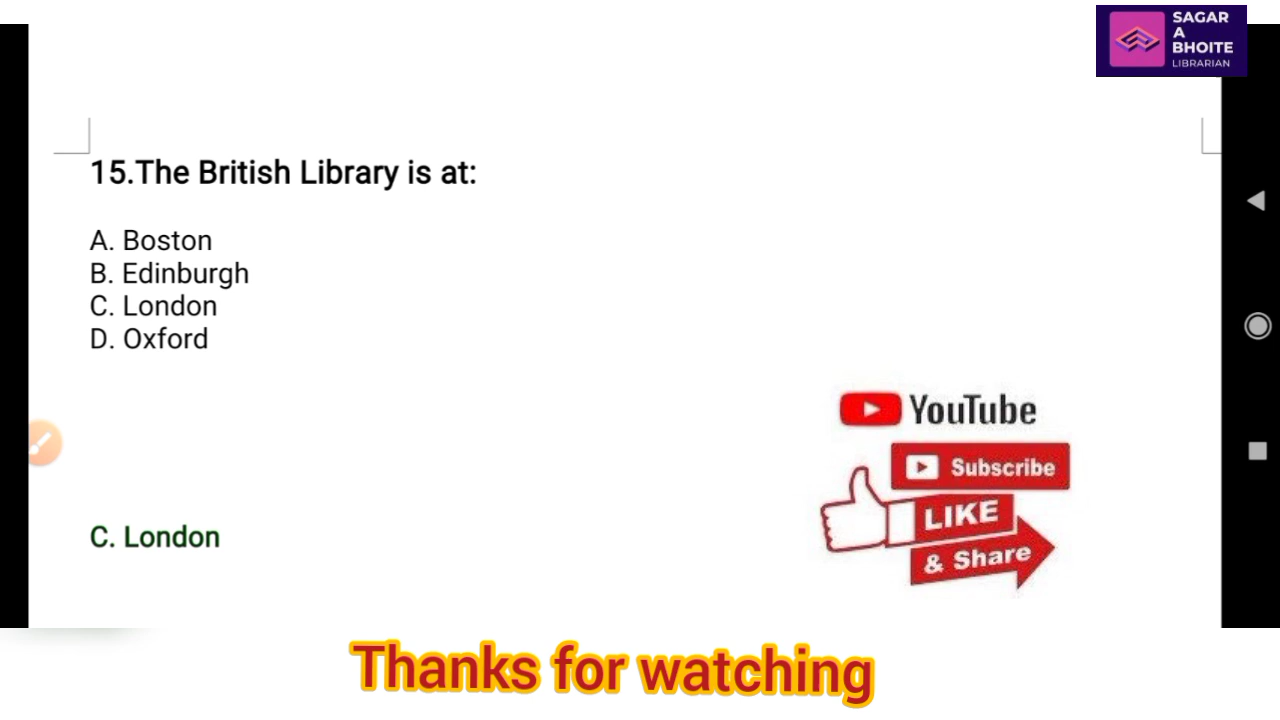 SAGAR
A
BHOITE
LIBRARIAN
15.The British Library is at:
A. Boston
B. Edinburgh
C. London
D. Oxford
YouTube
Subscribe
LIKE
& Share
C. London
Thanks for watching